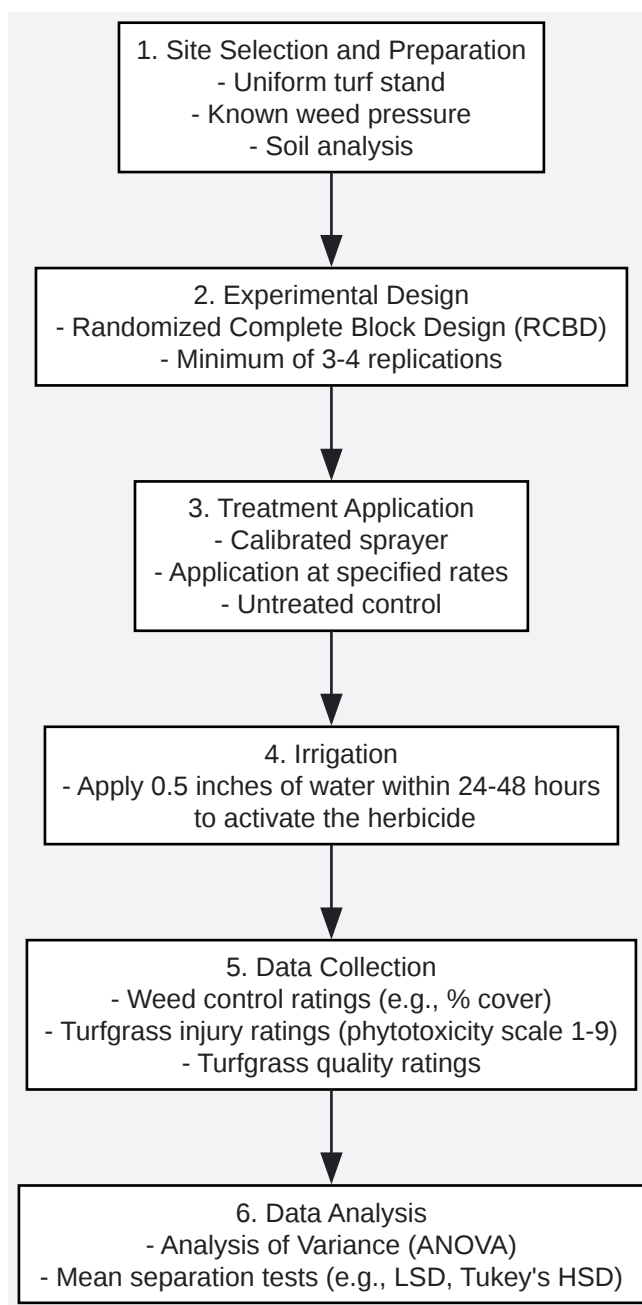 1. Site Selection and Preparation
- Uniform turf stand
- Known weed pressure
- Soil analysis
2. Experimental Design
- Randomized Complete Block Design (RCBD)
- Minimum of 3-4 replications
3. Treatment Application
- Calibrated sprayer
- Application at specified rates
- Untreated control
4. Irrigation
- Apply 0.5 inches of water within 24-48 hours
to activate the herbicide
5. Data Collection
- Weed control ratings (e.g., % cover)
- Turfgrass injury ratings (phytotoxicity scale 1-9)
- Turfgrass quality ratings
6. Data Analysis
- Analysis of Variance (ANOVA)
- Mean separation tests (e.g., LSD, Tukey's HSD)